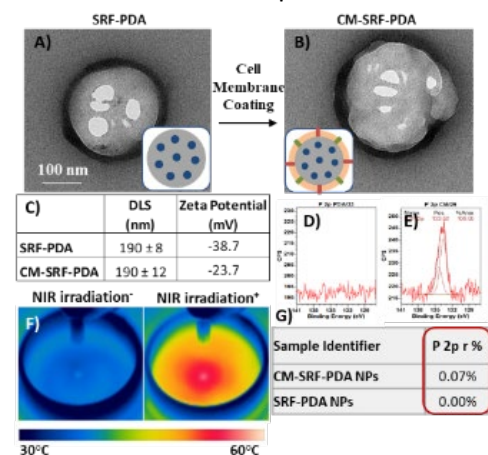 SRF-PDA
CM-SRF-PDA
A)
B)
Cell
Membrane
Coating
100 nm
C)
DLS
(nm)
Zeta Potential
(mV)
SRF-PDA
190 ± 8
-38.7
CM-SRF-PDA
190 ± 12
-23.7
D)
E)
Binding Energy (eV)
Binding Energy (eV)
NIR irradiation-
NIR irradiation+
F)
30°C
60°C
G)
Sample Identifier
P 2p r %
CM-SRF-PDA NPs
0.07%
SRF-PDA NPs
0.00%